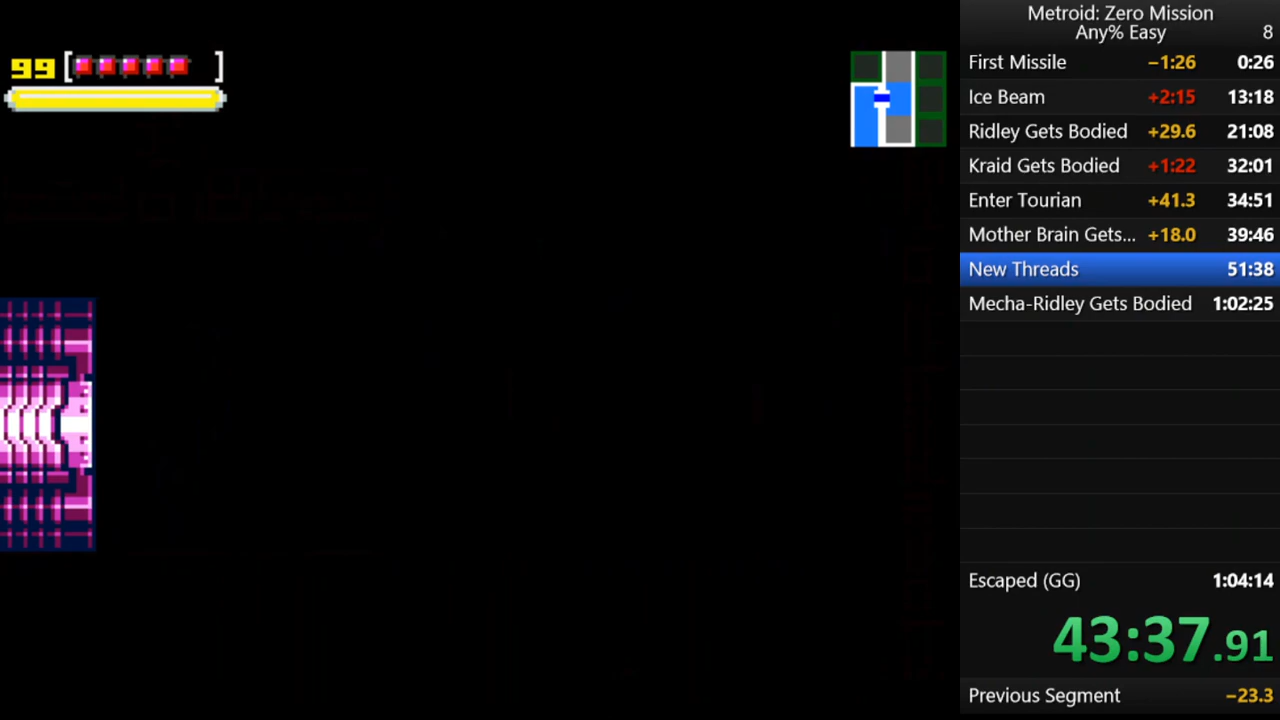 99
Metroid: Zero Mission
Any% Easy 8
First Missile −1:26 0:26
Ice Beam +2:15 13:18
Ridley Gets Bodied +29.6 21:08
Kraid Gets Bodied +1:22 32:01
Enter Tourian +41.3 34:51
Mother Brain Gets... +18.0 39:46
New Threads 51:38
Mecha-Ridley Gets Bodied 1:02:25
Escaped (GG) 1:04:14
43:37.91
Previous Segment −23.3